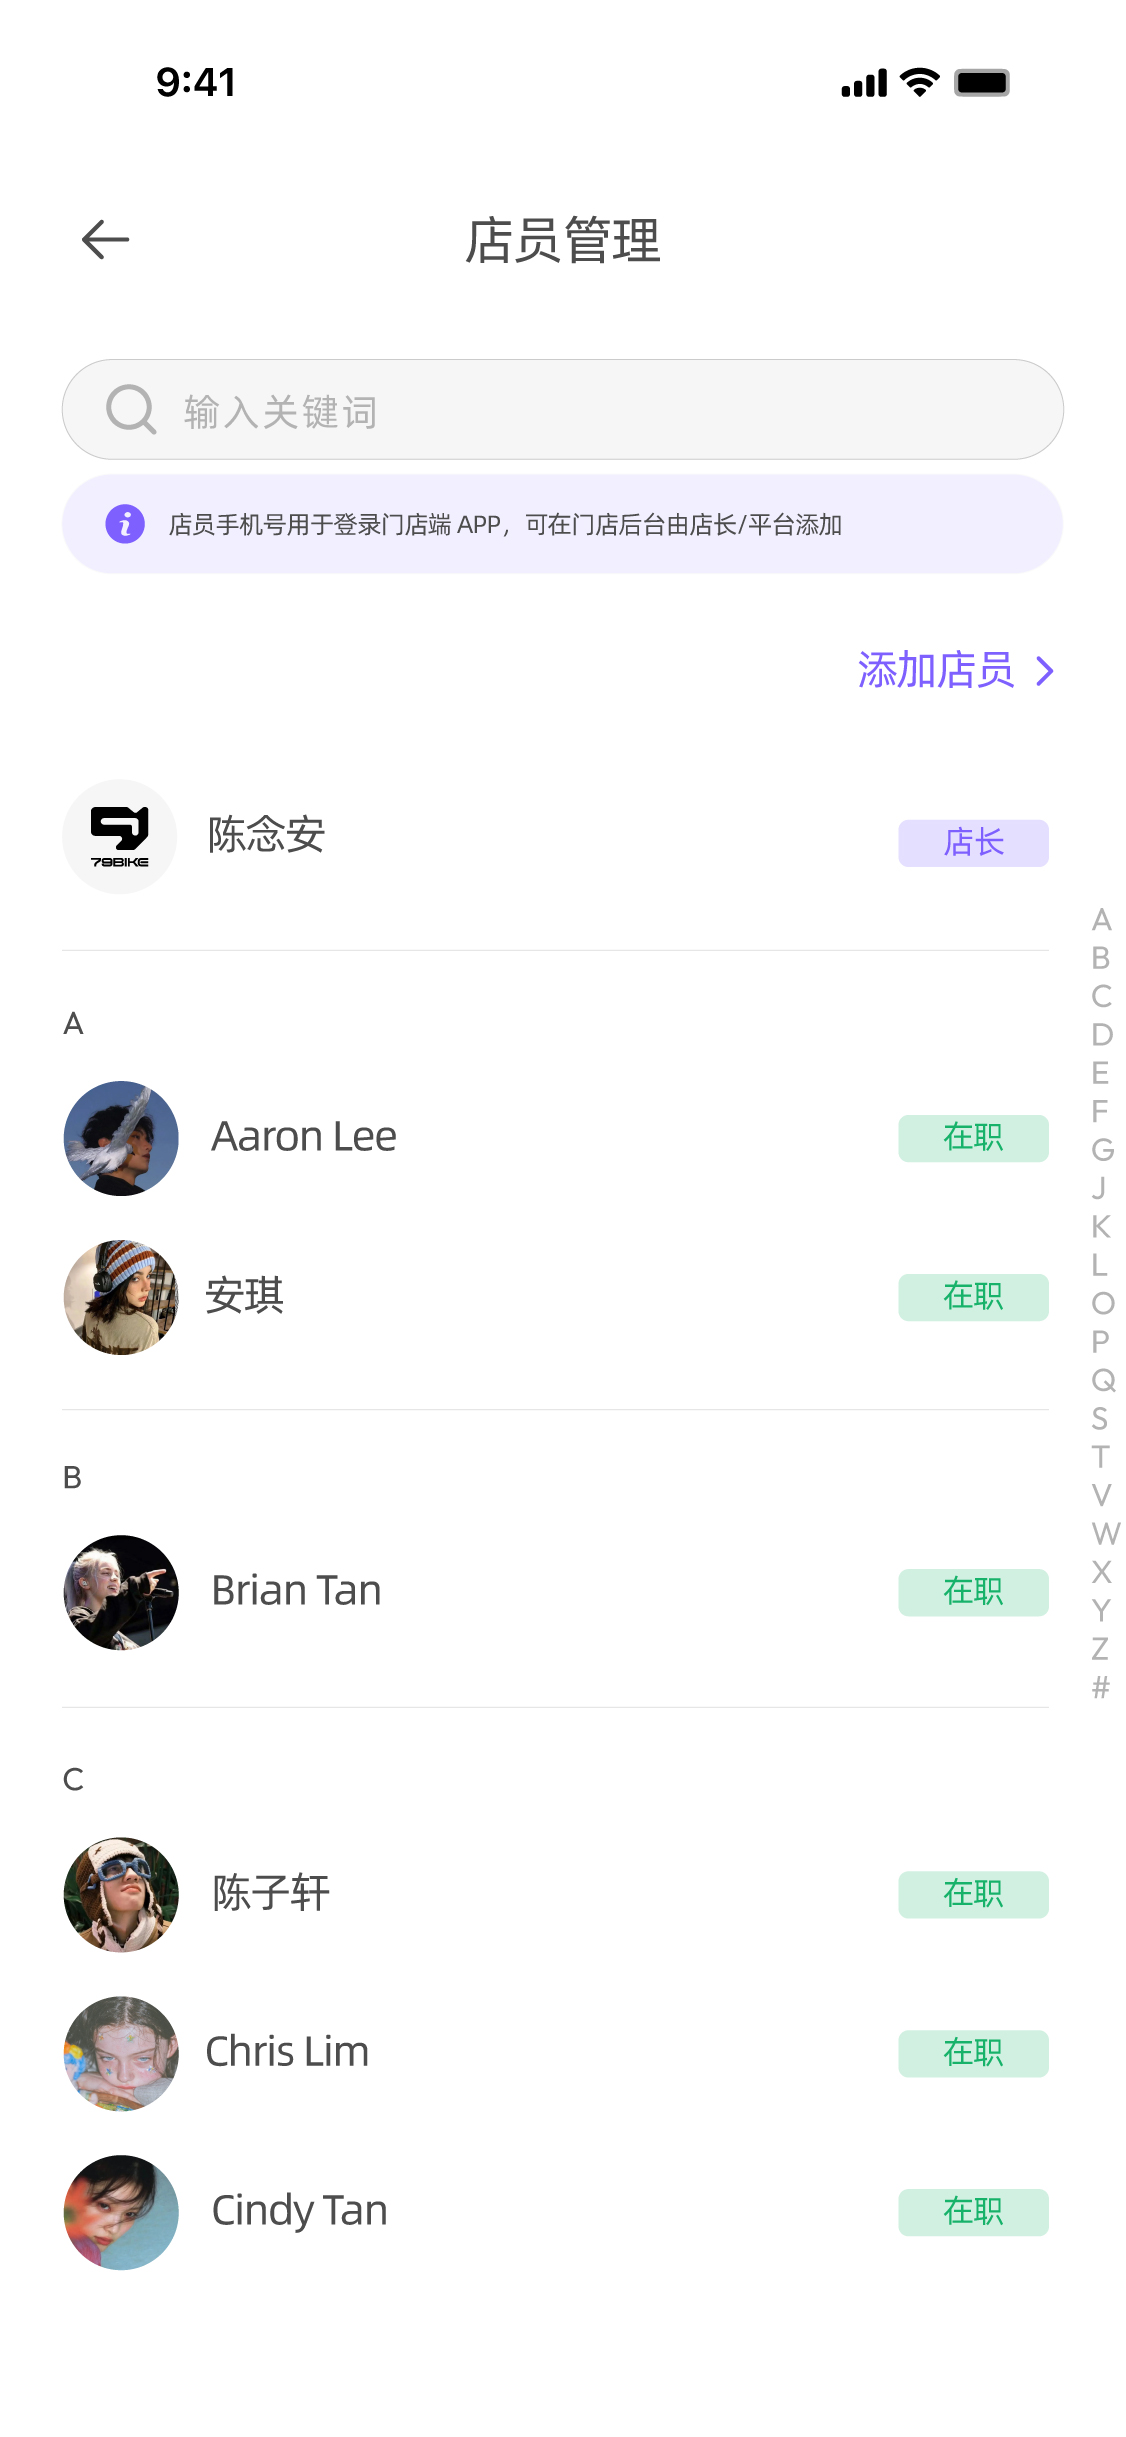 9:41
店员管理
输入关键词
店员手机号用于登录门店端 APP，可在门店后台由店长/平台添加
添加店员
79BIKE
陈念安
店长
A
Aaron Lee
在职
安琪
在职
B
Brian Tan
在职
C
陈子轩
在职
Chris Lim
在职
Cindy Tan
在职
A
B
C
D
E
F
G
J
K
L
O
P
Q
S
T
V
W
X
Y
Z
#